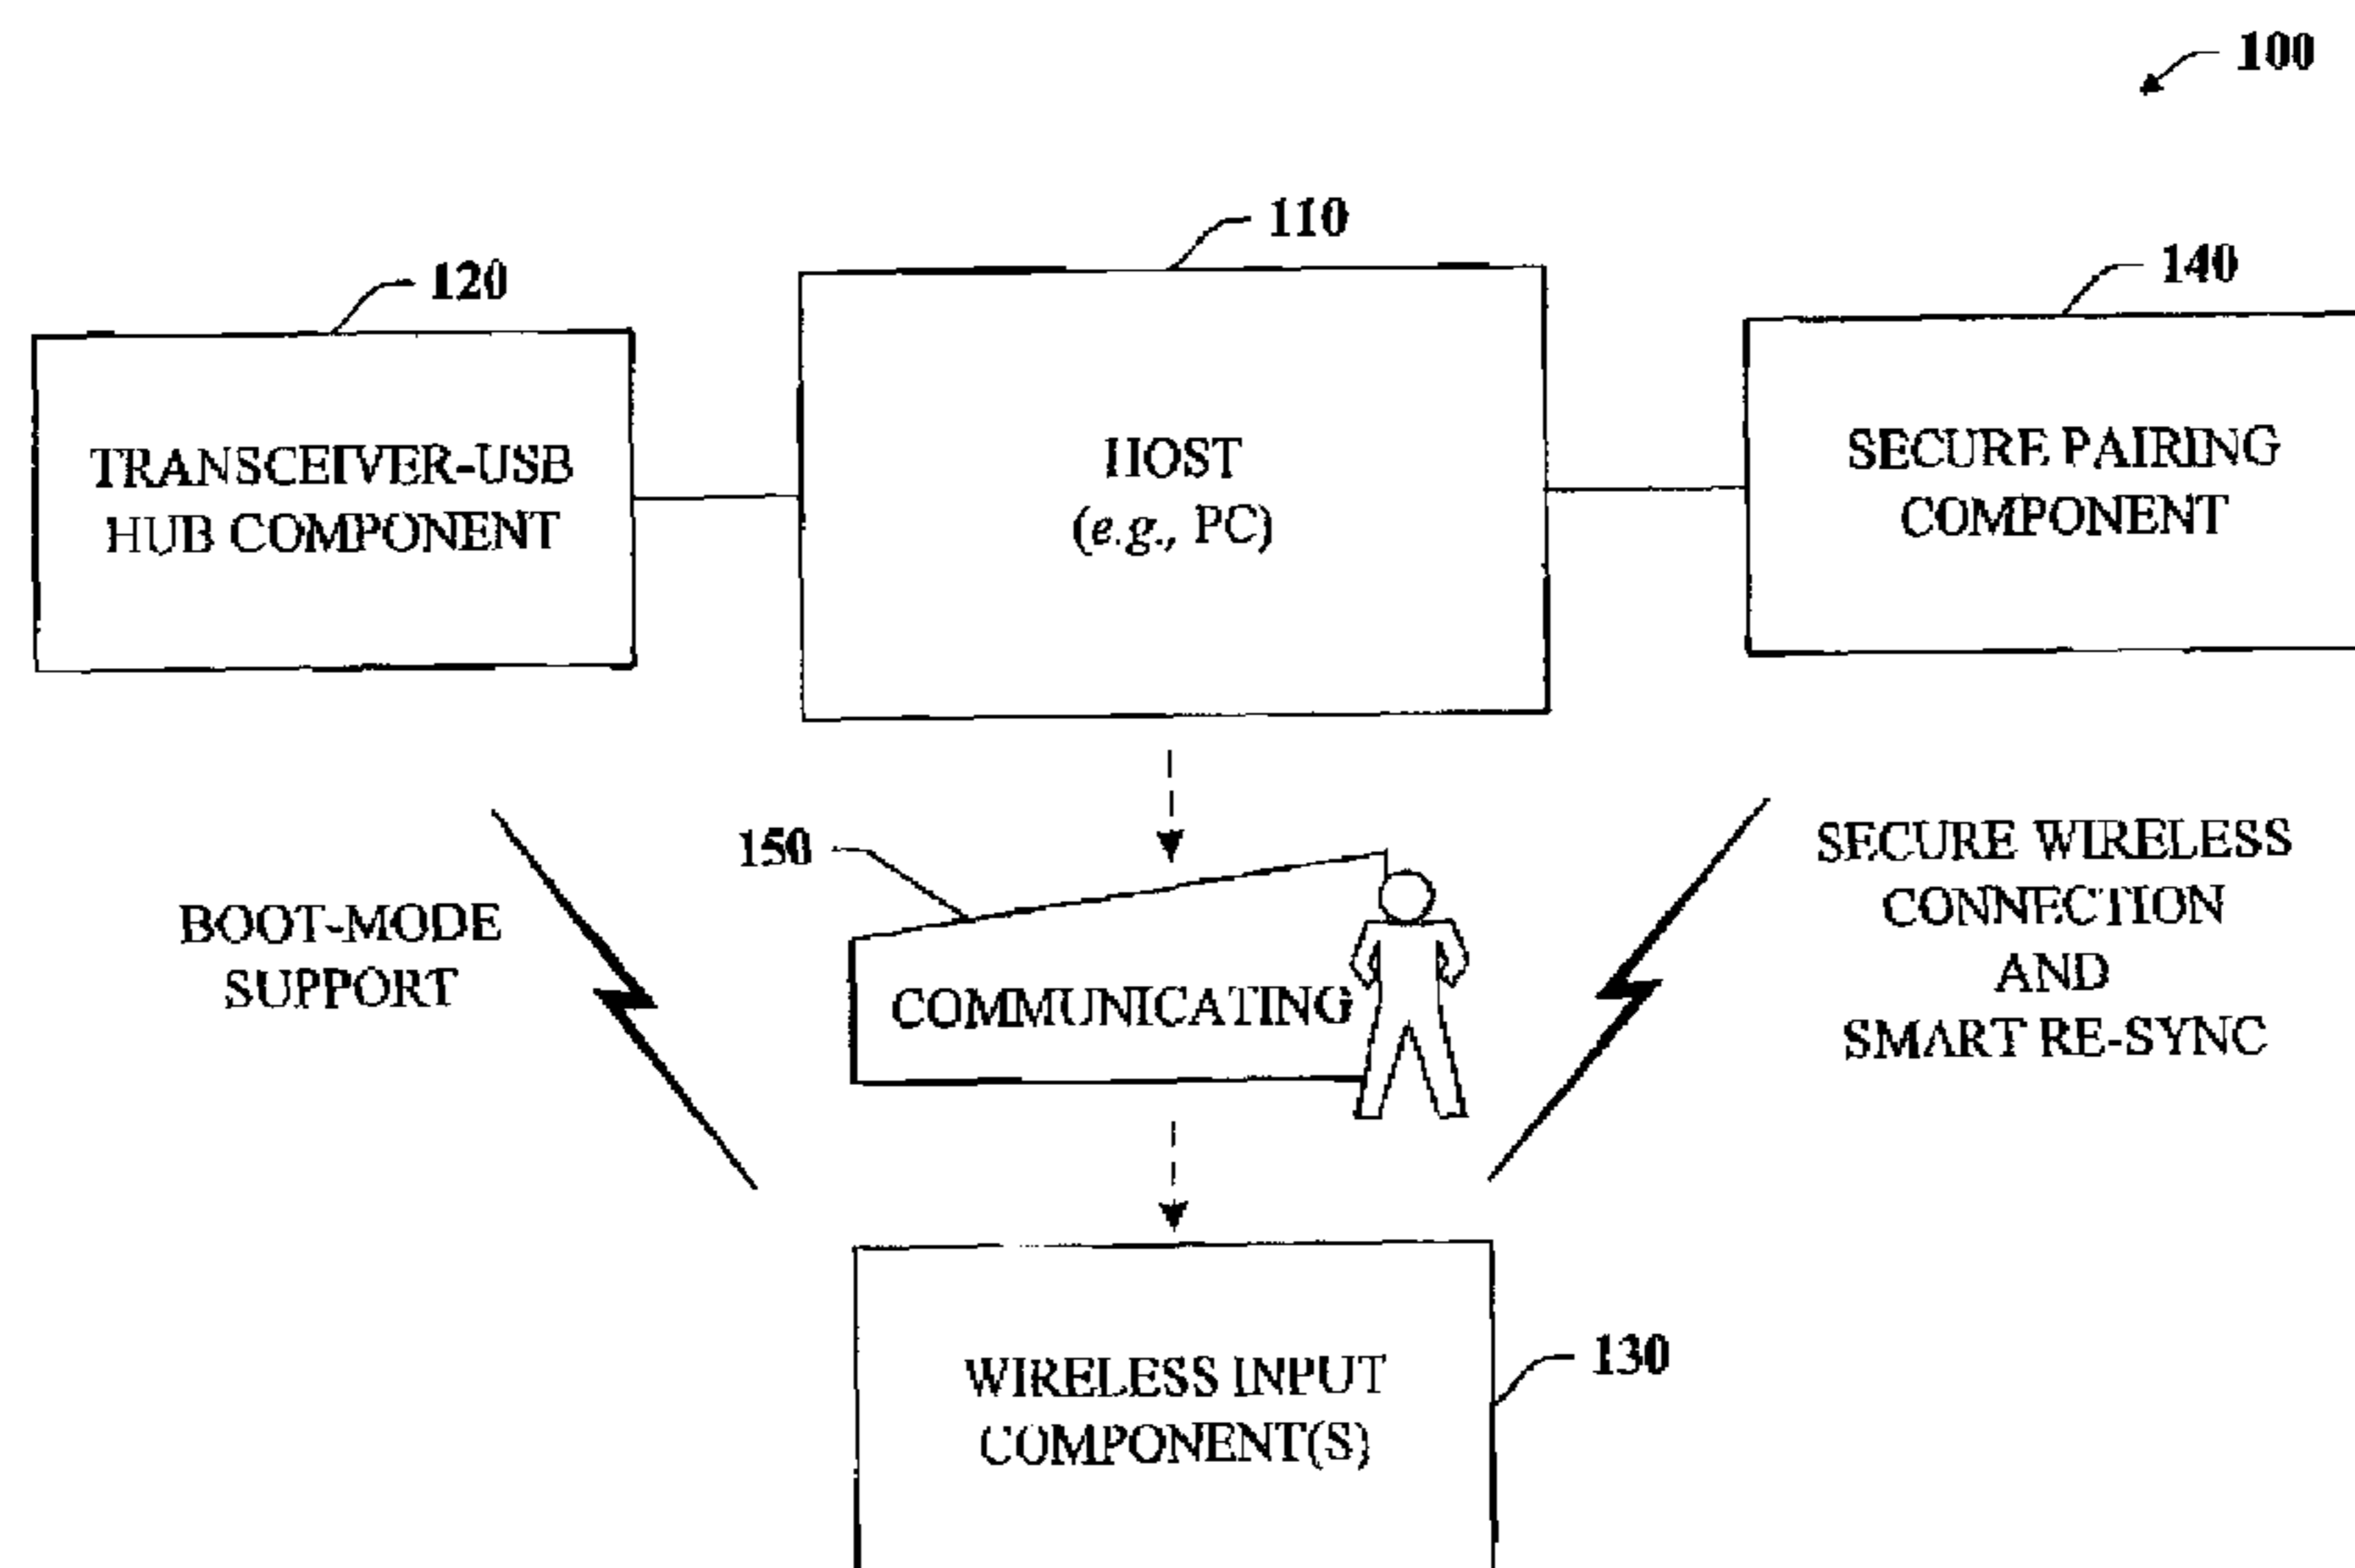 100
110
120
140
TRANSCEIVER-USB
HUB COMPONENT
HOST
(e.g., PC)
SECURE PAIRING
COMPONENT
150
BOOT-MODE
SUPPORT
COMMUNICATING
SECURE WIRELESS
CONNECTION
AND
SMART RE-SYNC
WIRELESS INPUT
COMPONENT(S)
130